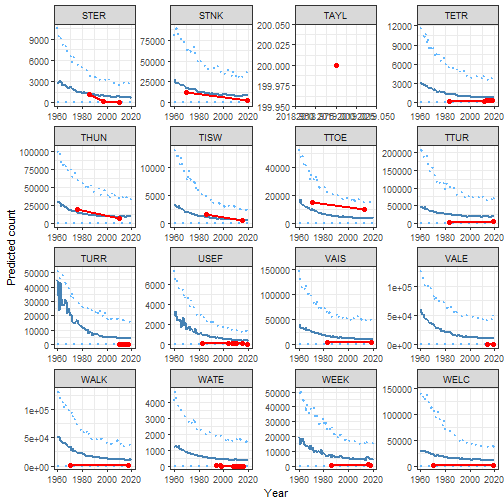 STER STNK TAYL TETR
9000 6000 3000 0
75000 50000 25000 0
200.050 200.025 200.000 199.975 199.950
12000 9000 6000 3000 0
1960 1980 2000 2020 1960 1980 2000 2020 1960 1980 2000 2020
THUN TISW TTOE TTUR
100000 75000 50000 25000 0
10000 5000 0
40000 20000 0
200000 150000 100000 50000 0
1960 1980 2000 2020 1960 1980 2000 2020 1960 1980 2000 2020 1960 1980 2000 2020
Predicted count
TURR USEF VAIS VALE
50000 40000 30000 20000 10000 0
6000 4000 2000 0
150000 100000 50000 0
1e+05 5e+04 0e+00
1960 1980 2000 2020 1960 1980 2000 2020 1960 1980 2000 2020 1960 1980 2000 2020
WALK WATE WEEK WELC
1e+05 5e+04 0e+00
4000 3000 2000 1000 0
50000 40000 30000 20000 10000 0
150000 100000 50000 0
1960 1980 2000 2020 1960 1980 2000 2020 1960 1980 2000 2020 1960 1980 2000 2020
Year